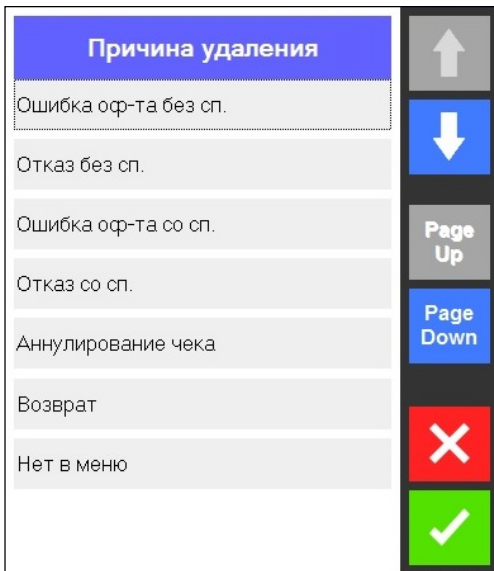 Причина удаления
Ошибка оф-та без сп.
Отказ без сп.
Ошибка оф-та со сп.
Отказ со сп.
Аннулирование чека
Возврат
Нет в меню
Page
Up
Page
Down